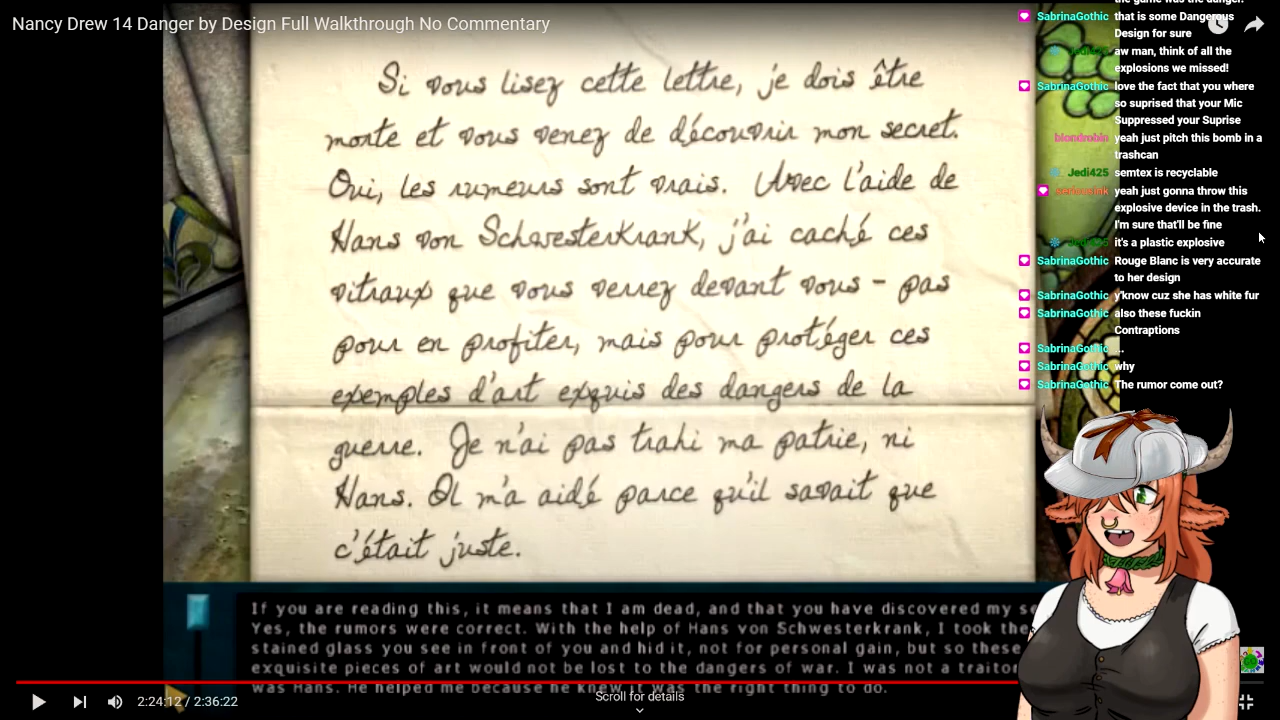 Nancy Drew 14 Danger by Design Full Walkthrough No Commentary
Si vous lisez cette lettre, je dois être
morte et vous venez de découvrir mon secret.
Oui, les rumeurs sont vrais. Avec l'aide de
Hans von Schwesterkrank, j'ai caché ces
vitraux que vous verrez devant vous - pas
pour en profiter, mais pour protéger ces
exemples d'art exquis des dangers de la
guerre. Je n'ai pas trahi ma patrie, ni
Hans. Il m'a aidé parce qu'il savait que
c'était juste.
If you are reading this, it means that I am dead, and that you have discovered my se
Yes, the rumors were correct. With the help of Hans von Schwesterkrank, I took the
stained glass you see in front of you and hid it, not for personal gain, but so these
exquisite pieces of art would not be lost to the dangers of war. I was not a traitor
was Hans. He helped me because he knew it was the right thing to do.
Scroll for details
2:24:12 / 2:36:22
SabrinaGothic that is some Dangerous
Design for sure
Jedi425 aw man, think of all the
explosions we missed!
SabrinaGothic love the fact that you where
so suprised that your Mic
Suppressed your Suprise
blondrobin yeah just pitch this bomb in a
trashcan
Jedi425 semtex is recyclable
yeah just gonna throw this
explosive device in the trash.
I'm sure that'll be fine
Jedi425 it's a plastic explosive
SabrinaGothic Rouge Blanc is very accurate
to her design
SabrinaGothic y'know cuz she has white fur
SabrinaGothic also these fuckin
Contraptions
SabrinaGothic ...
SabrinaGothic why
SabrinaGothic The rumor come out?